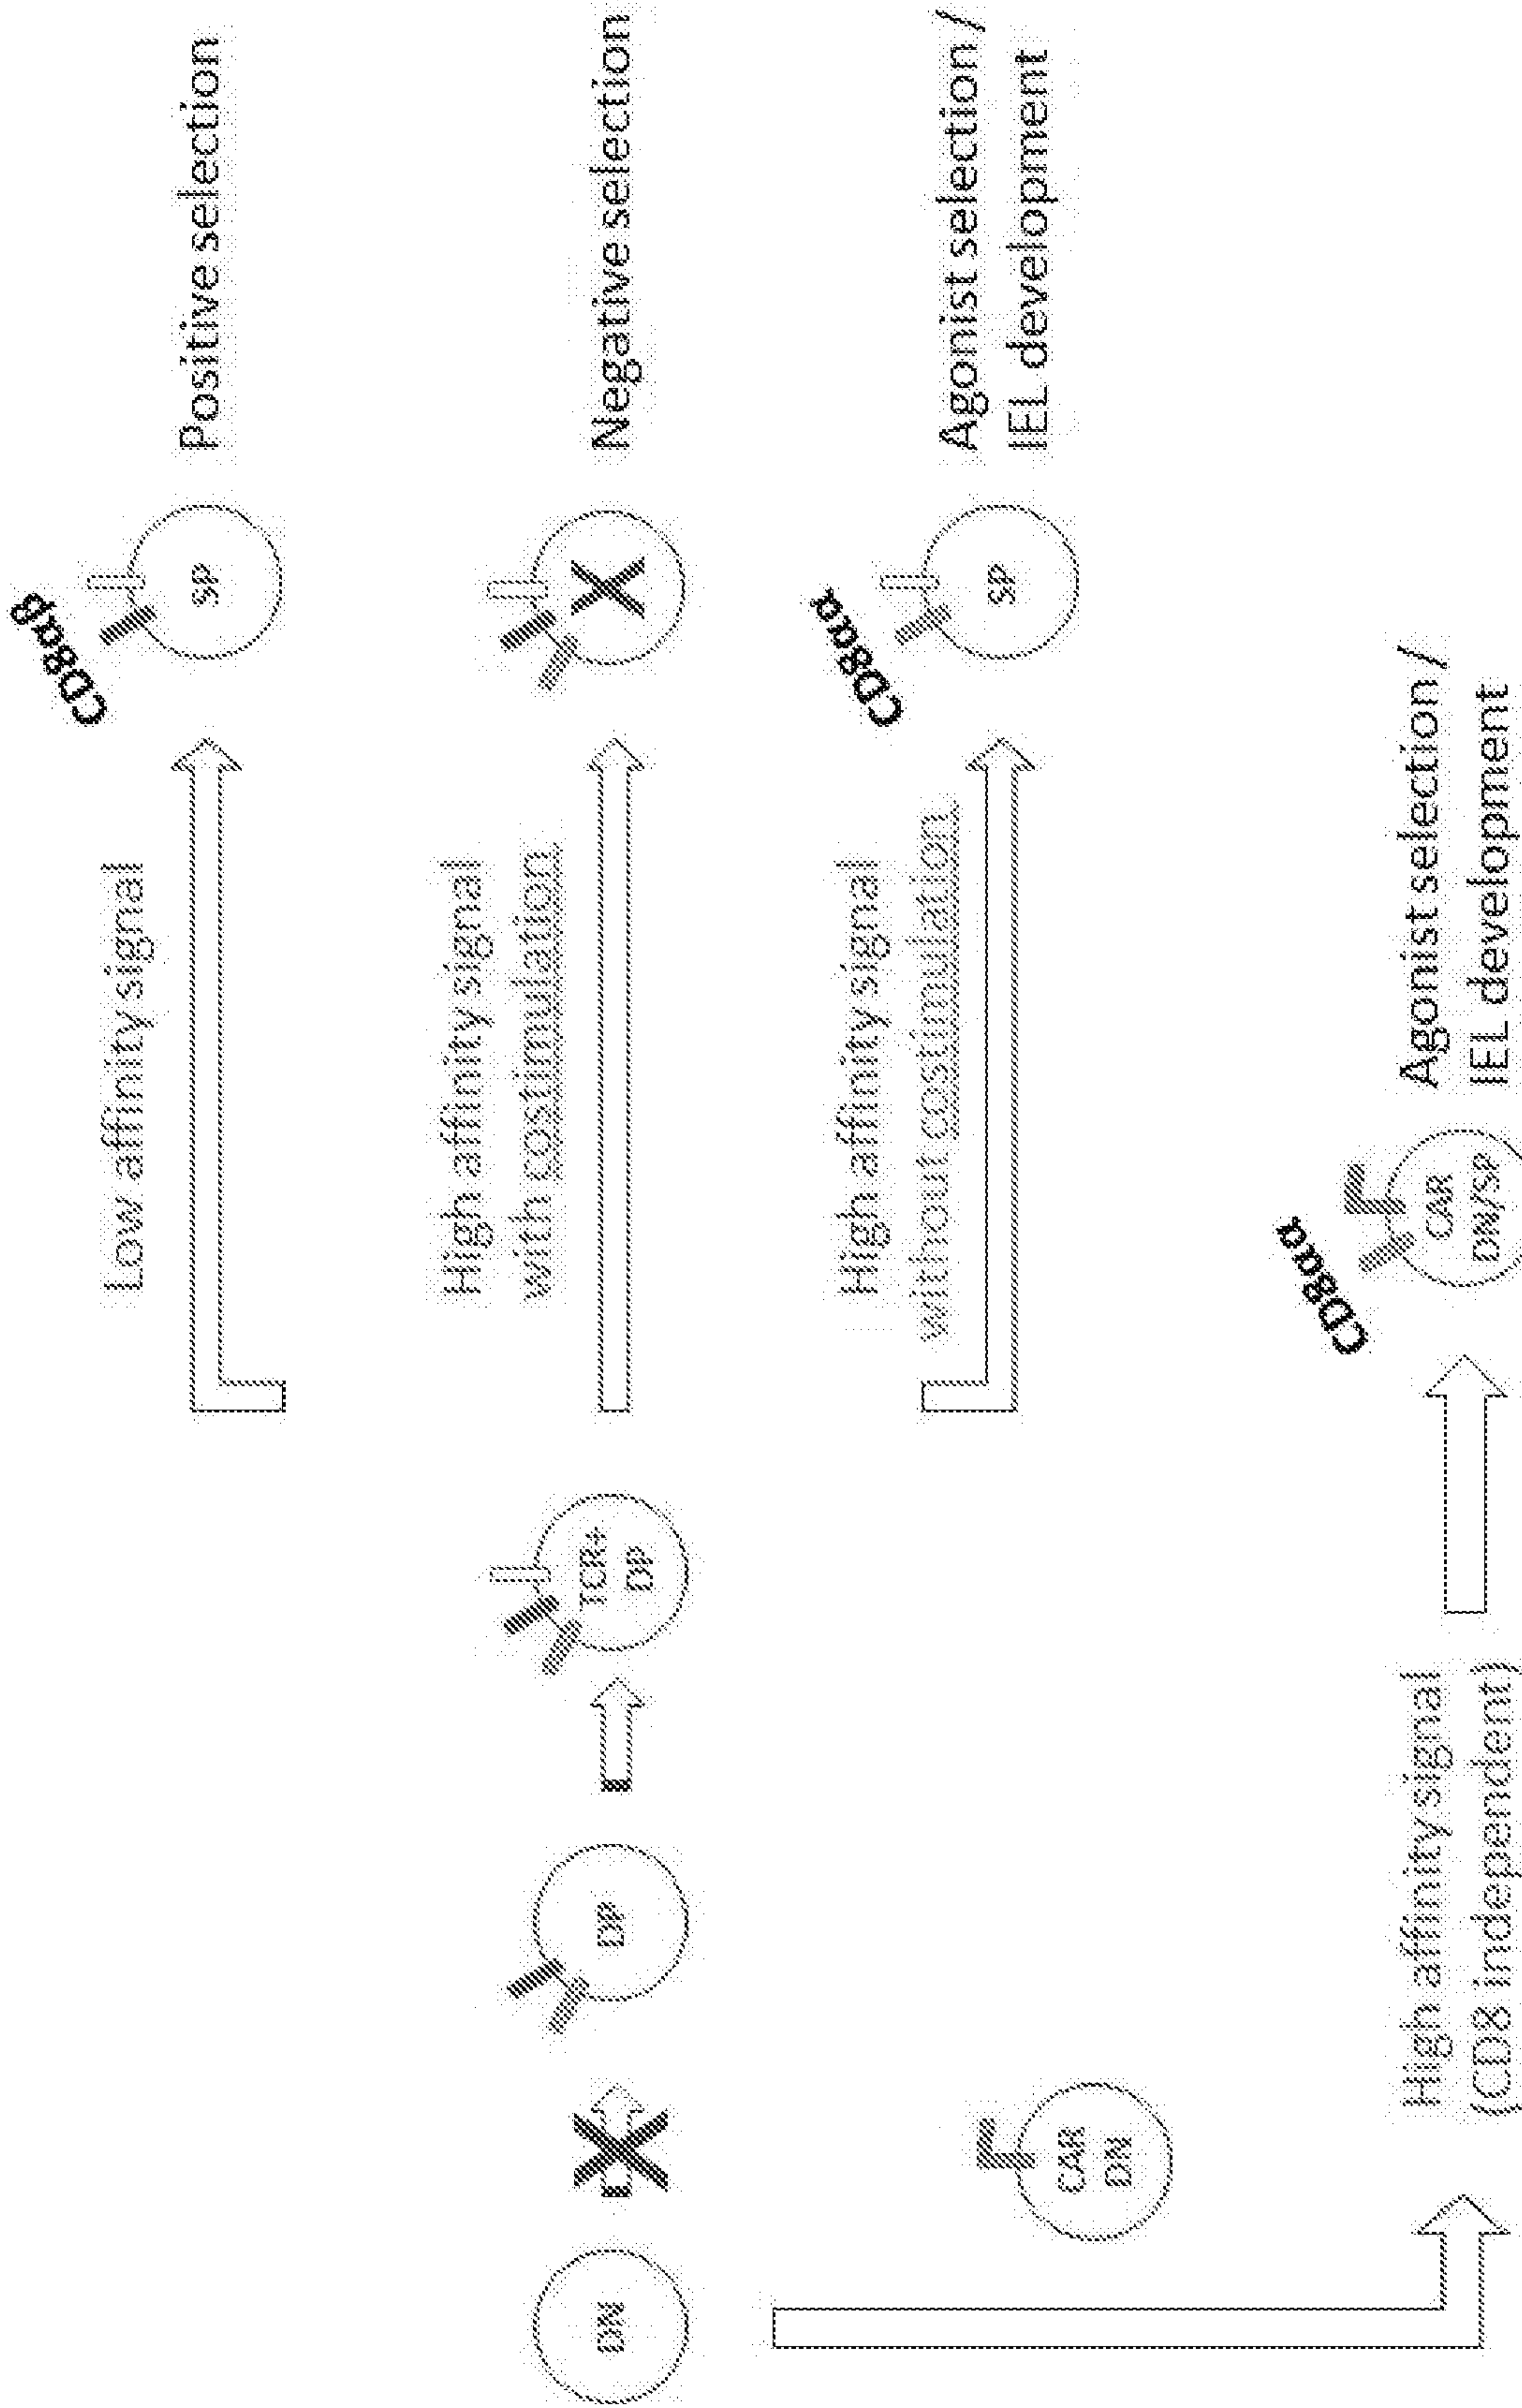 CD8αβ
Low affinity signal
SP
Positive selection
High affinity signal
with costimulation
DN
DP
TCR+
DP
X
Negative selection
CD8αα
High affinity signal
without costimulation
SP
Agonist selection /
IEL development
CAR
DN
CD8αα
High affinity signal
(CD8 independent)
CAR
DN/SP
Agonist selection /
IEL development